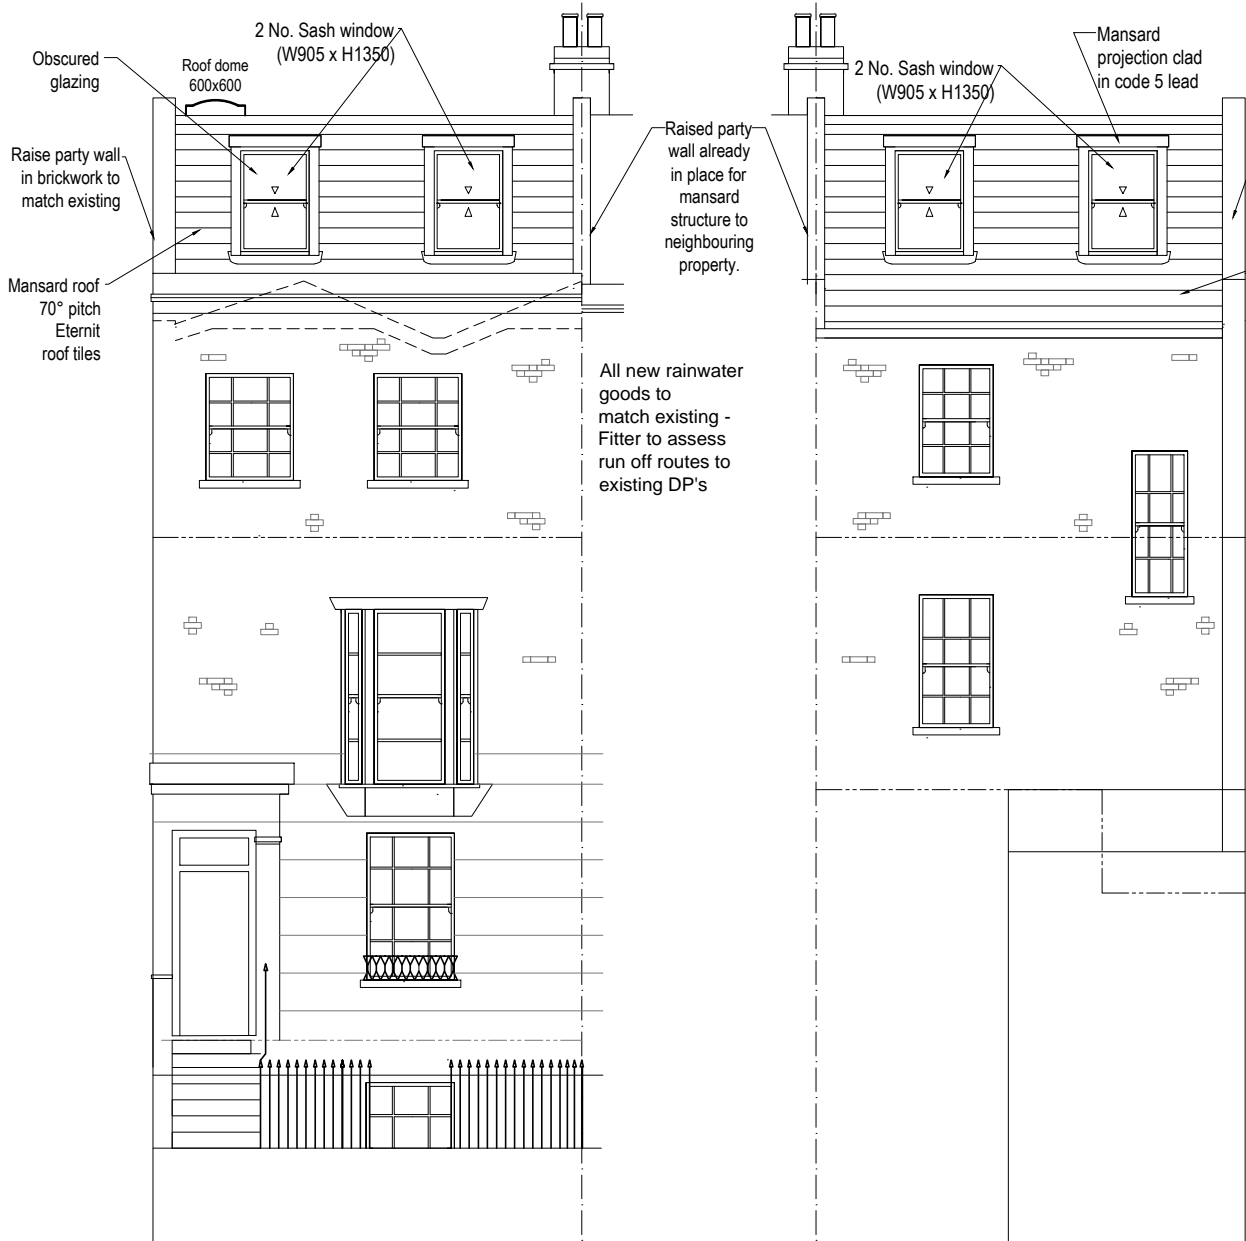 2 No. Sash window
(W905 x H1350)
Obscured
glazing
Roof dome
600x600
Raise party wall
in brickwork to
match existing
Mansard roof
70° pitch
Eternit
roof tiles
Raised party
wall already
in place for
mansard
structure to
neighbouring
property.
All new rainwater
goods to
match existing -
Fitter to assess
run off routes to
existing DP's
2 No. Sash window
(W905 x H1350)
Mansard
projection clad
in code 5 lead